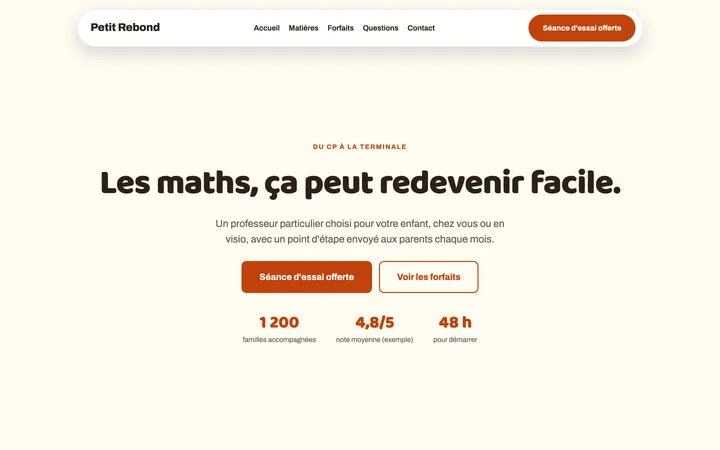 Petit Rebond
Accueil Matières Forfaits Questions Contact
Séance d'essai offerte
DU CP À LA TERMINALE
Les maths, ça peut redevenir facile.
Un professeur particulier choisi pour votre enfant, chez vous ou en
visio, avec un point d'étape envoyé aux parents chaque mois.
Séance d'essai offerte
Voir les forfaits
1 200
familles accompagnées
4,8/5
note moyenne (exemple)
48 h
pour démarrer